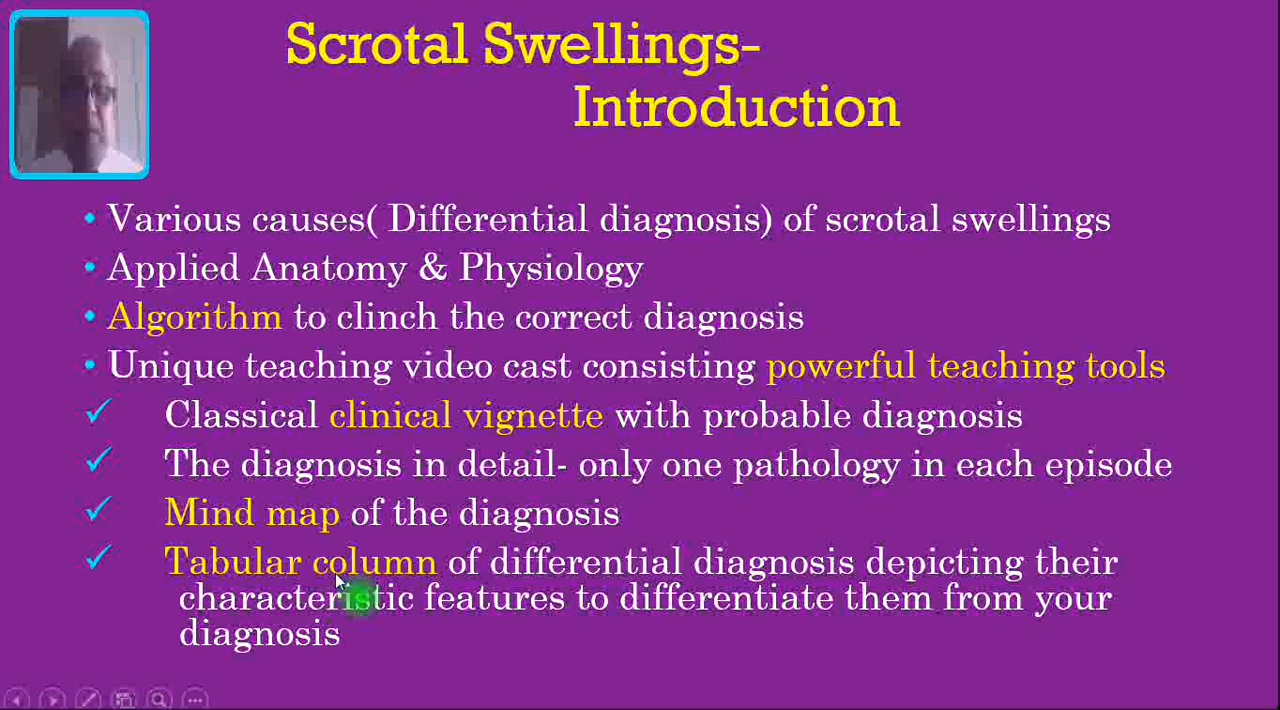 Scrotal Swellings-
Introduction
• Various causes( Differential diagnosis) of scrotal swellings
• Applied Anatomy & Physiology
• Algorithm to clinch the correct diagnosis
• Unique teaching video cast consisting powerful teaching tools
✓ Classical clinical vignette with probable diagnosis
✓ The diagnosis in detail- only one pathology in each episode
✓ Mind map of the diagnosis
✓ Tabular column of differential diagnosis depicting their
characteristic features to differentiate them from your
diagnosis